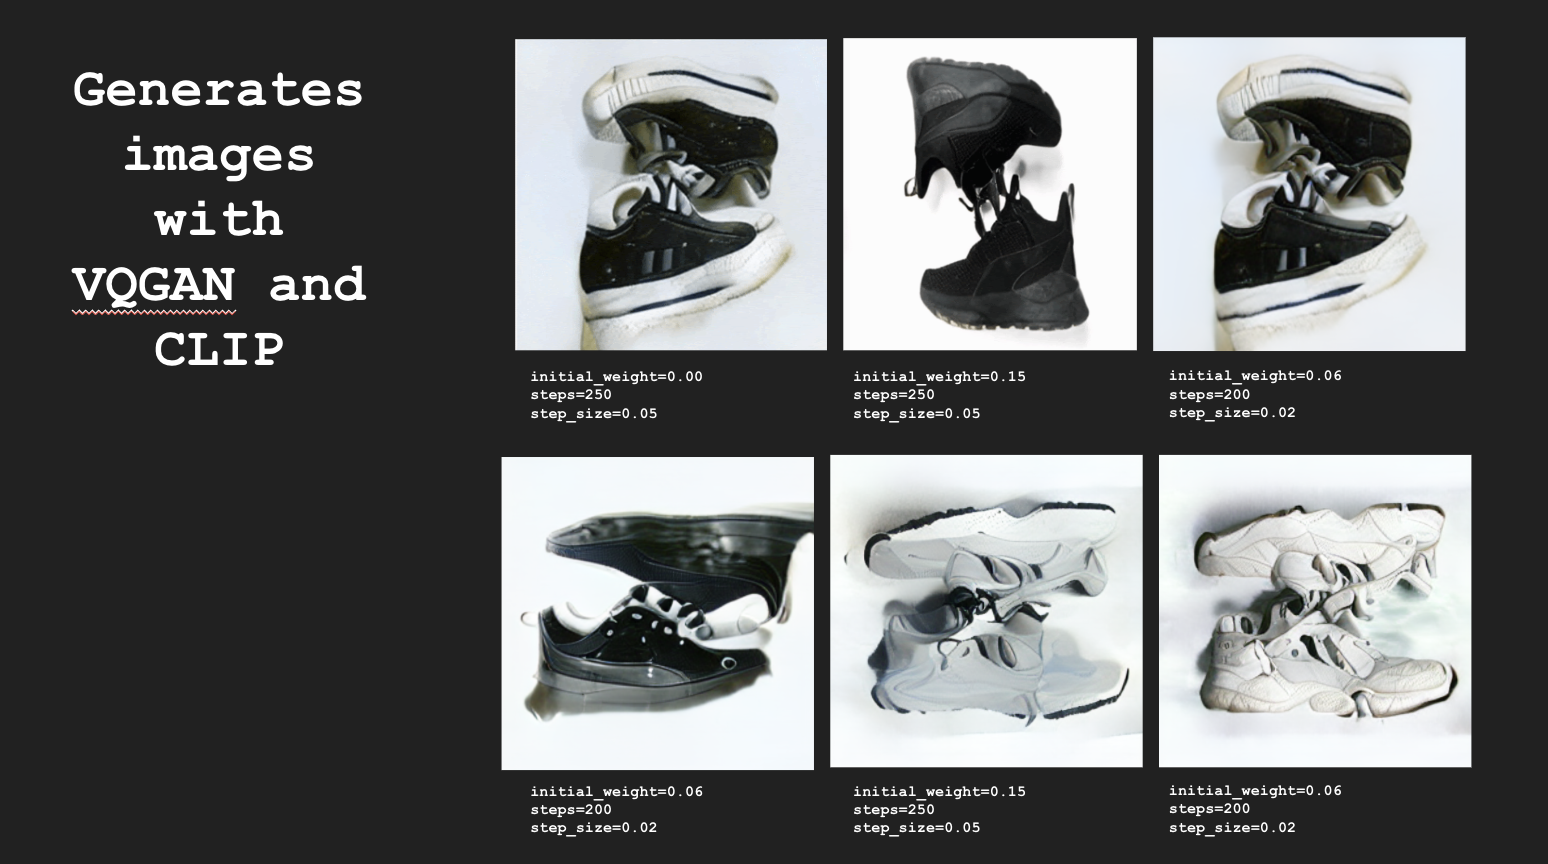 Generates
images
with
VQGAN and
CLIP
initial_weight=0.00
steps=250
step_size=0.05
initial_weight=0.15
steps=250
step_size=0.05
initial_weight=0.06
steps=200
step_size=0.02
initial_weight=0.06
steps=200
step_size=0.02
initial_weight=0.15
steps=250
step_size=0.05
initial_weight=0.06
steps=200
step_size=0.02